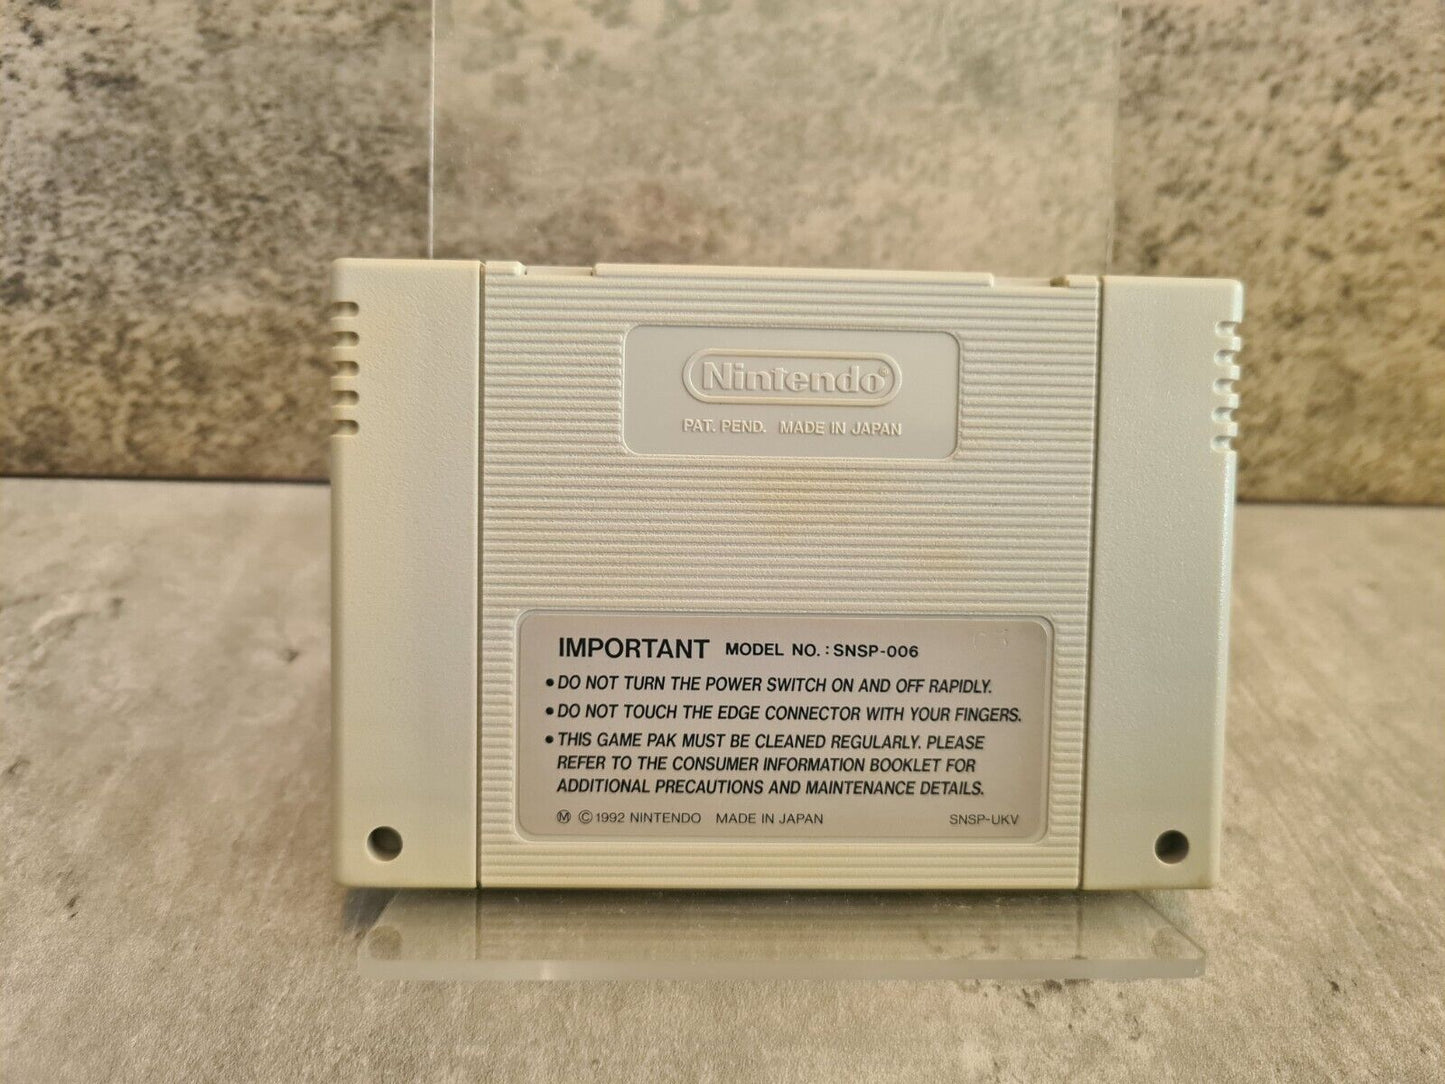 Nintendo®
PAT. PEND. MADE IN JAPAN
IMPORTANT MODEL NO.: SNSP-006
• DO NOT TURN THE POWER SWITCH ON AND OFF RAPIDLY.
• DO NOT TOUCH THE EDGE CONNECTOR WITH YOUR FINGERS.
• THIS GAME PAK MUST BE CLEANED REGULARLY. PLEASE
REFER TO THE CONSUMER INFORMATION BOOKLET FOR
ADDITIONAL PRECAUTIONS AND MAINTENANCE DETAILS.
Ⓜ ©1992 NINTENDO MADE IN JAPAN SNSP-UKV